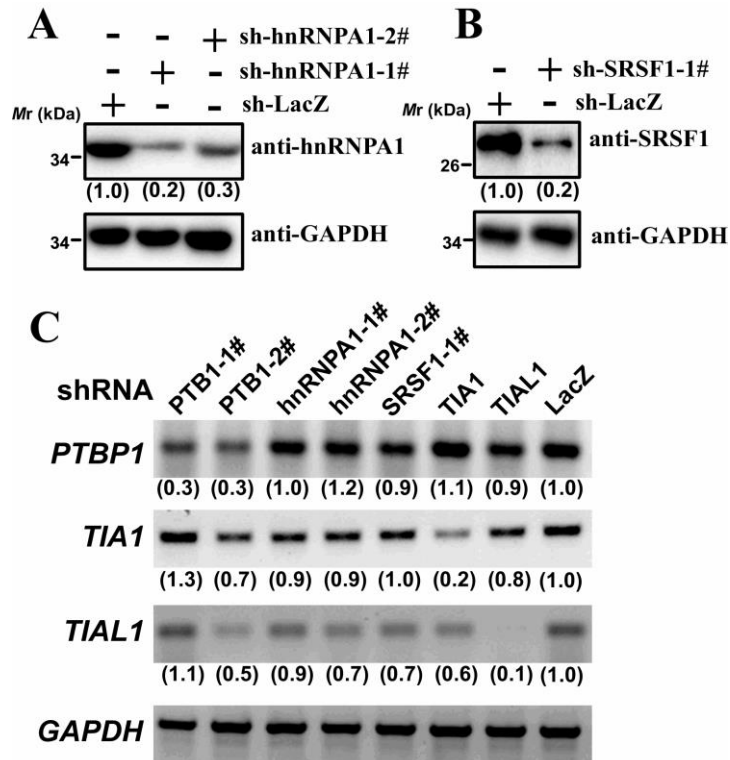 A
- - + sh-hnRNPA1-2#
- + - sh-hnRNPA1-1#
+ - - sh-LacZ
Mr (kDa)
34 anti-hnRNPA1
(1.0) (0.2) (0.3)
34 anti-GAPDH
B
- + sh-SRSF1-1#
+ - sh-LacZ
Mr (kDa)
anti-SRSF1
26
(1.0) (0.2)
34 anti-GAPDH
C
shRNA PTB1-1# PTB1-2# hnRNPA1-1# hnRNPA1-2# SRSF1-1# TIA1 TIAL1 LacZ
PTBP1
(0.3) (0.3) (1.0) (1.2) (0.9) (1.1) (0.9) (1.0)
TIA1
(1.3) (0.7) (0.9) (0.9) (1.0) (0.2) (0.8) (1.0)
TIAL1
(1.1) (0.5) (0.9) (0.7) (0.7) (0.6) (0.1) (1.0)
GAPDH